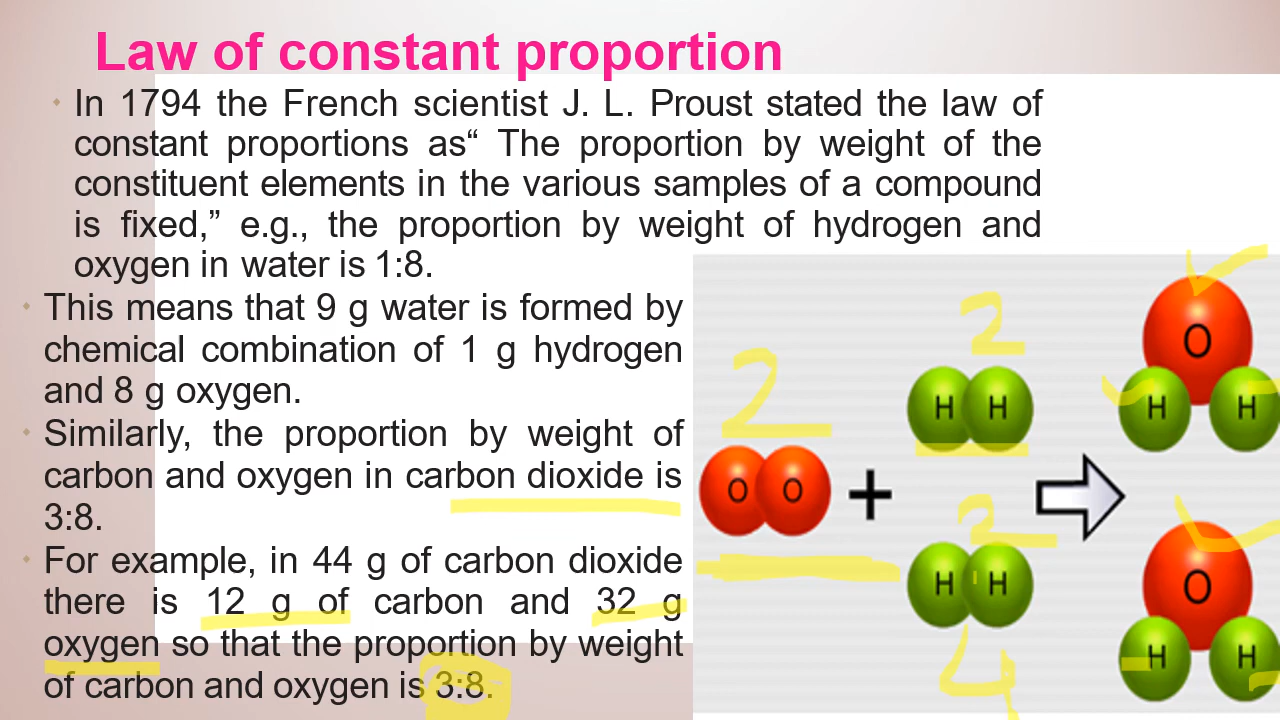 Law of constant proportion
In 1794 the French scientist J. L. Proust stated the law of
constant proportions as“ The proportion by weight of the
constituent elements in the various samples of a compound
is fixed,” e.g., the proportion by weight of hydrogen and
oxygen in water is 1:8.
This means that 9 g water is formed by
chemical combination of 1 g hydrogen
and 8 g oxygen.
Similarly, the proportion by weight of
carbon and oxygen in carbon dioxide is
3:8.
For example, in 44 g of carbon dioxide
there is 12 g of carbon and 32 g
oxygen so that the proportion by weight
of carbon and oxygen is 3:8.
2
2
O
H H
H H
2
O O + 
2
O
H H
H H
4